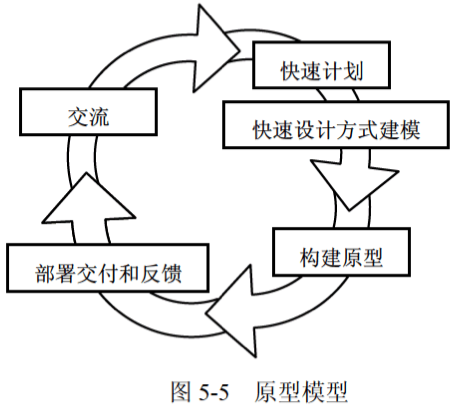 快速计划
交流
快速设计方式建模
部署交付和反馈
构建原型
图 5-5 原型模型